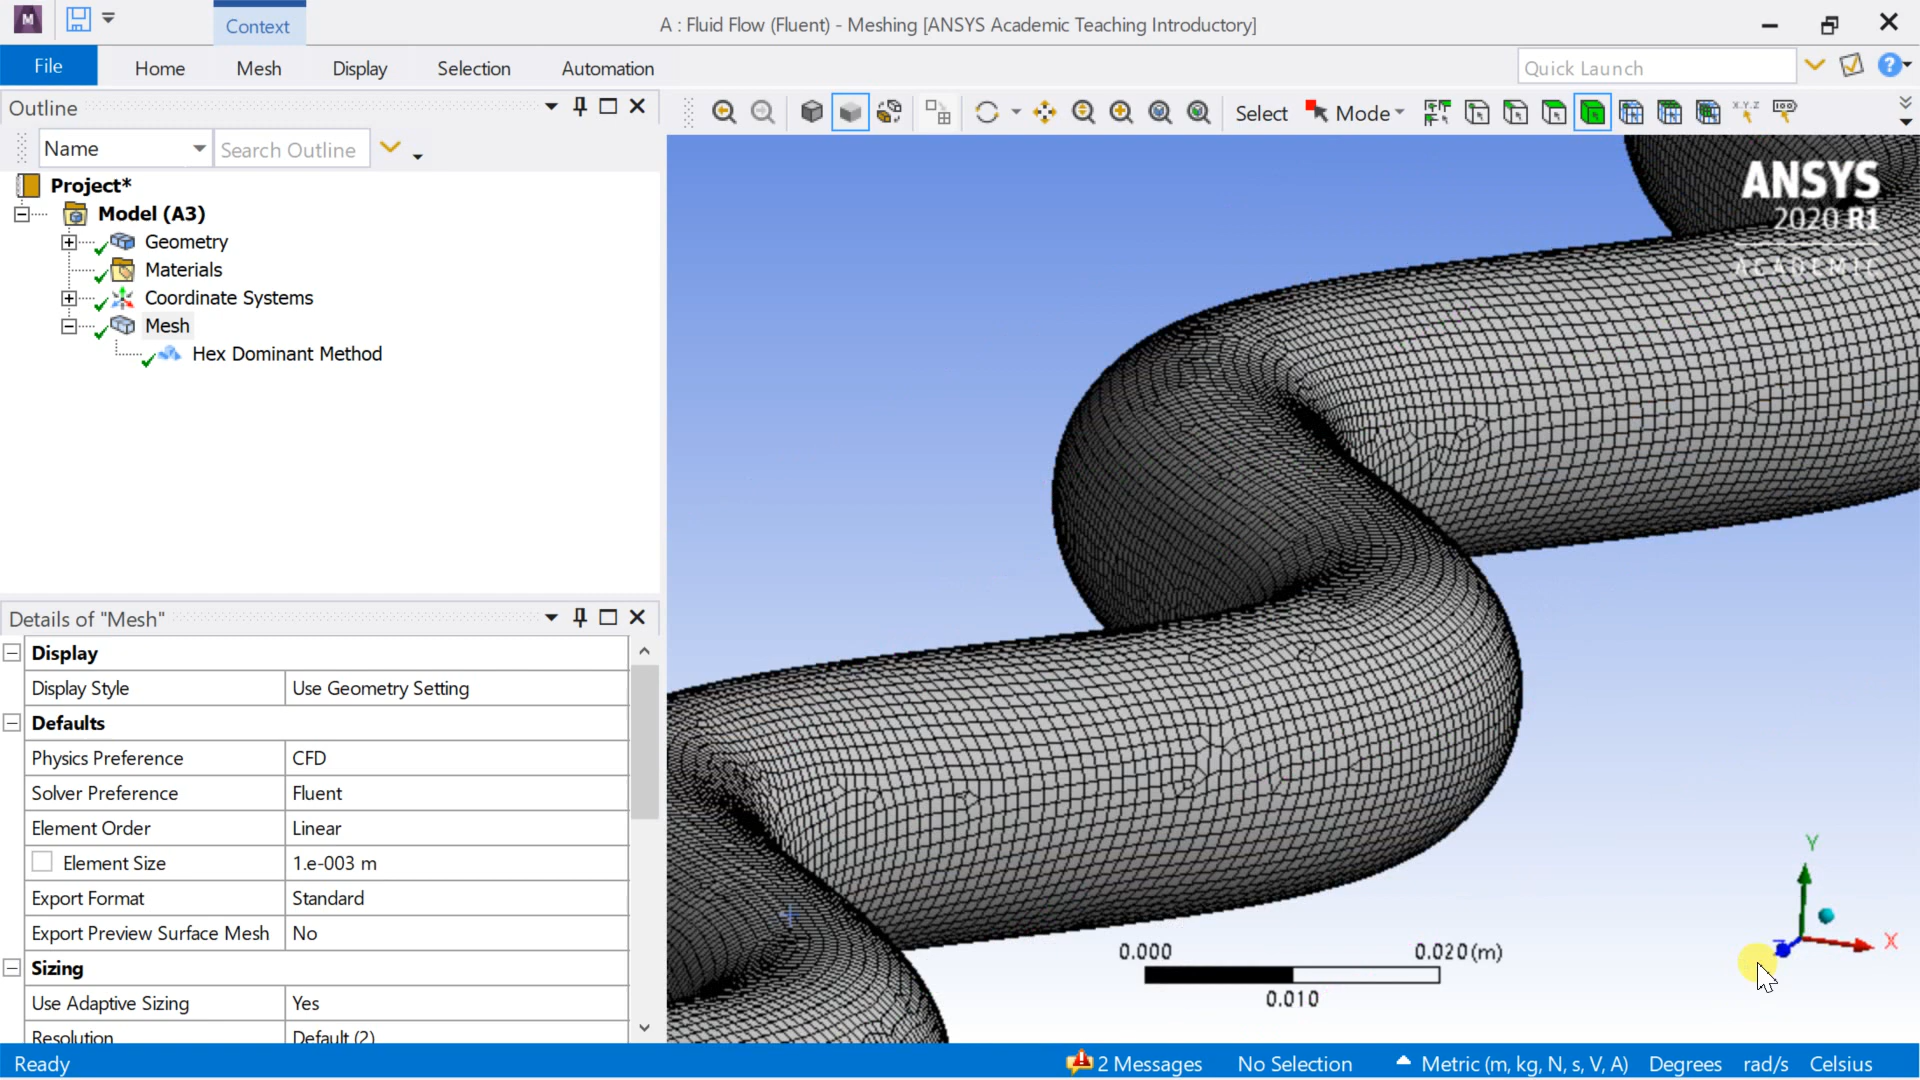 A : Fluid Flow (Fluent) - Meshing [ANSYS Academic Teaching Introductory]
Context
File Home Mesh Display Selection Automation
Quick Launch
Outline
Select Mode
Name Search Outline
Project*
Model (A3)
Geometry
Materials
Coordinate Systems
Mesh
Hex Dominant Method
ANSYS
2020 R1
ACADEMIC
Details of "Mesh"
Display
Display Style Use Geometry Setting
Defaults
Physics Preference CFD
Solver Preference Fluent
Element Order Linear
Element Size 1.e-003 m
Export Format Standard
Export Preview Surface Mesh No
Sizing
Use Adaptive Sizing Yes
Resolution Default (2)
0.000 0.020 (m)
0.010
Y
X
Z
Ready 2 Messages No Selection Metric (m, kg, N, s, V, A) Degrees rad/s Celsius